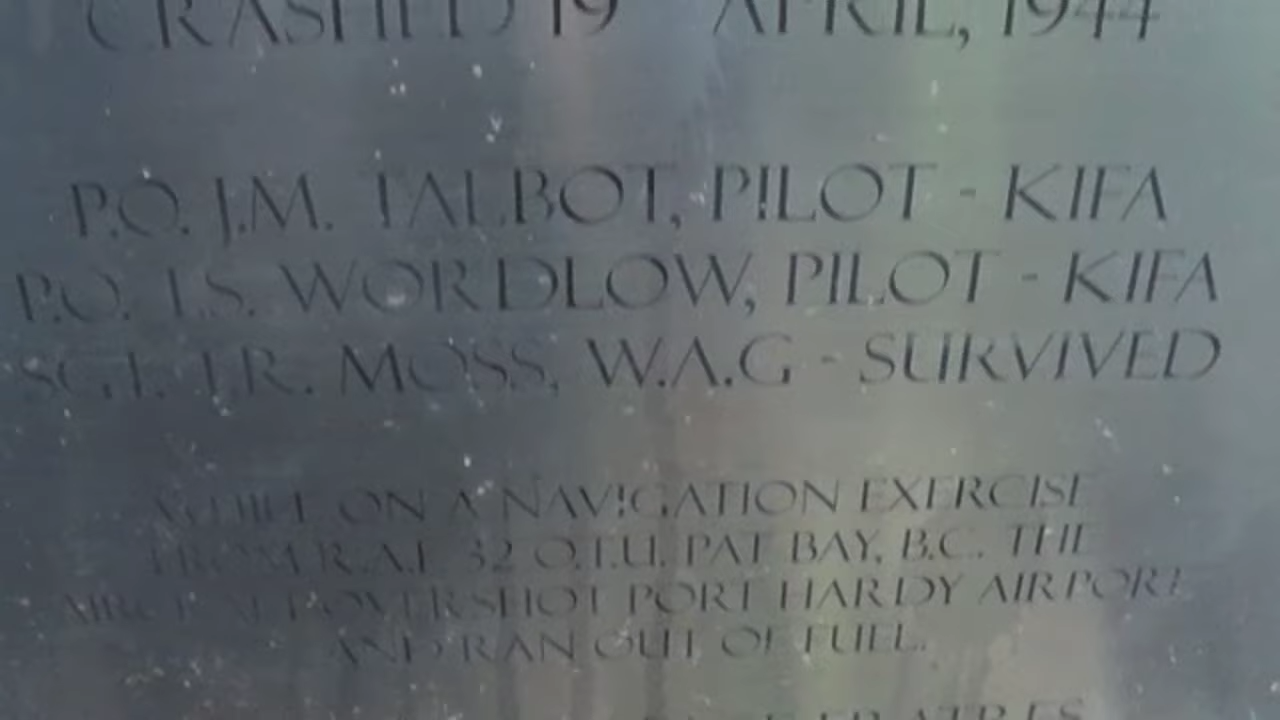 CRASHED 19 APRIL, 1944
P.O. J.M. TALBOT, PILOT - KIFA
P.O. I.S. WORDLOW, PILOT - KIFA
SGT. J.R. MOSS, W.A.G - SURVIVED
WHILE ON A NAVIGATION EXERCISE
FROM R.A.F 32 O.T.U. PAT BAY, B.C. THE
AIRCRAFT OVERSHOT PORT HARDY AIRPORT
AND RAN OUT OF FUEL.